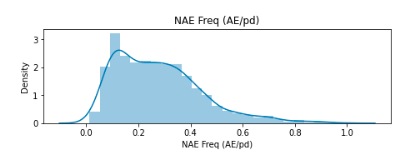 NAE Freq (AE/pd)
Density
3
2
1
0
0.0 0.2 0.4 0.6 0.8 1.0
NAE Freq (AE/pd)